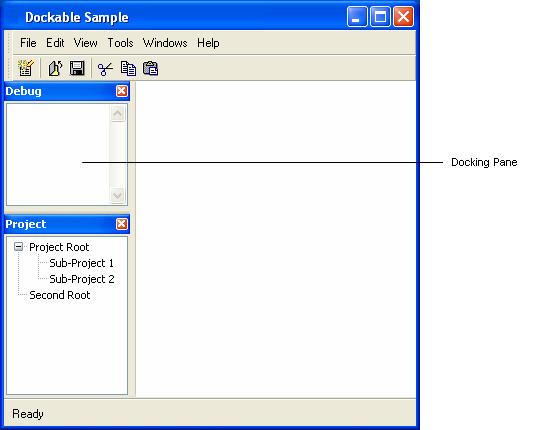 Dockable Sample
File Edit View Tools Windows Help
Debug
Docking Pane
Project
Project Root
Sub-Project 1
Sub-Project 2
Second Root
Ready